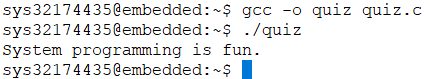 sys32174435@embedded:~$ gcc -o quiz quiz.c
sys32174435@embedded:~$ ./quiz
System programming is fun.
sys32174435@embedded:~$